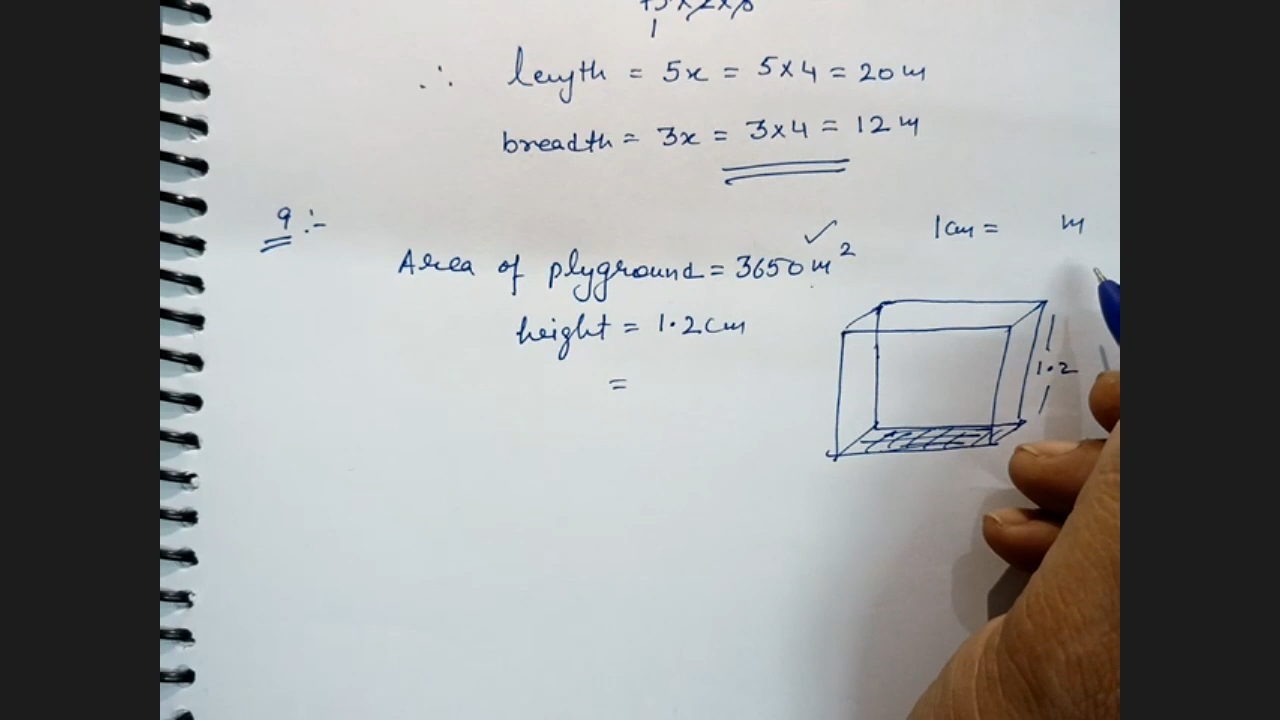 1
∴ length = 5x = 5×4 = 20 m
breadth = 3x = 3×4 = 12 m
9 :-
1cm = m
Area of plyground = 3650 m²
height = 1.2 cm
1.2
=